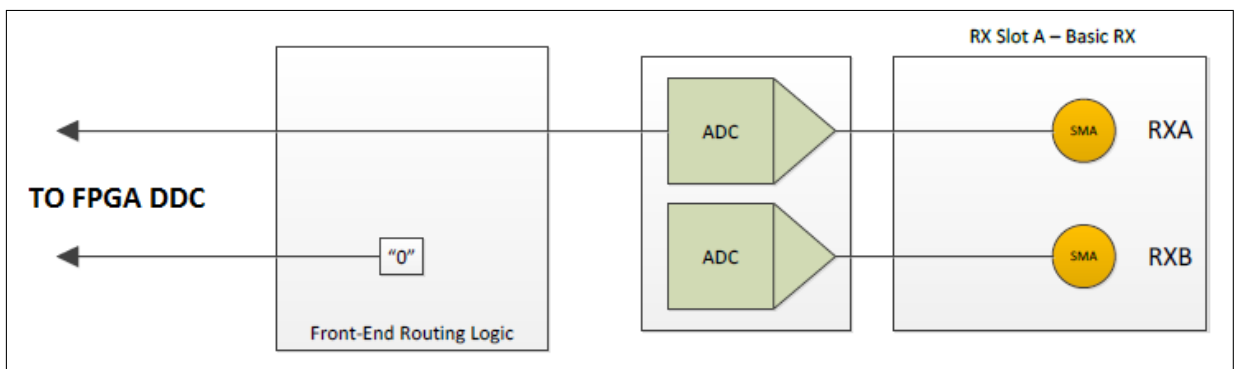 RX Slot A – Basic RX
ADC
SMA
RXA
TO FPGA DDC
ADC
SMA
RXB
“0”
Front-End Routing Logic